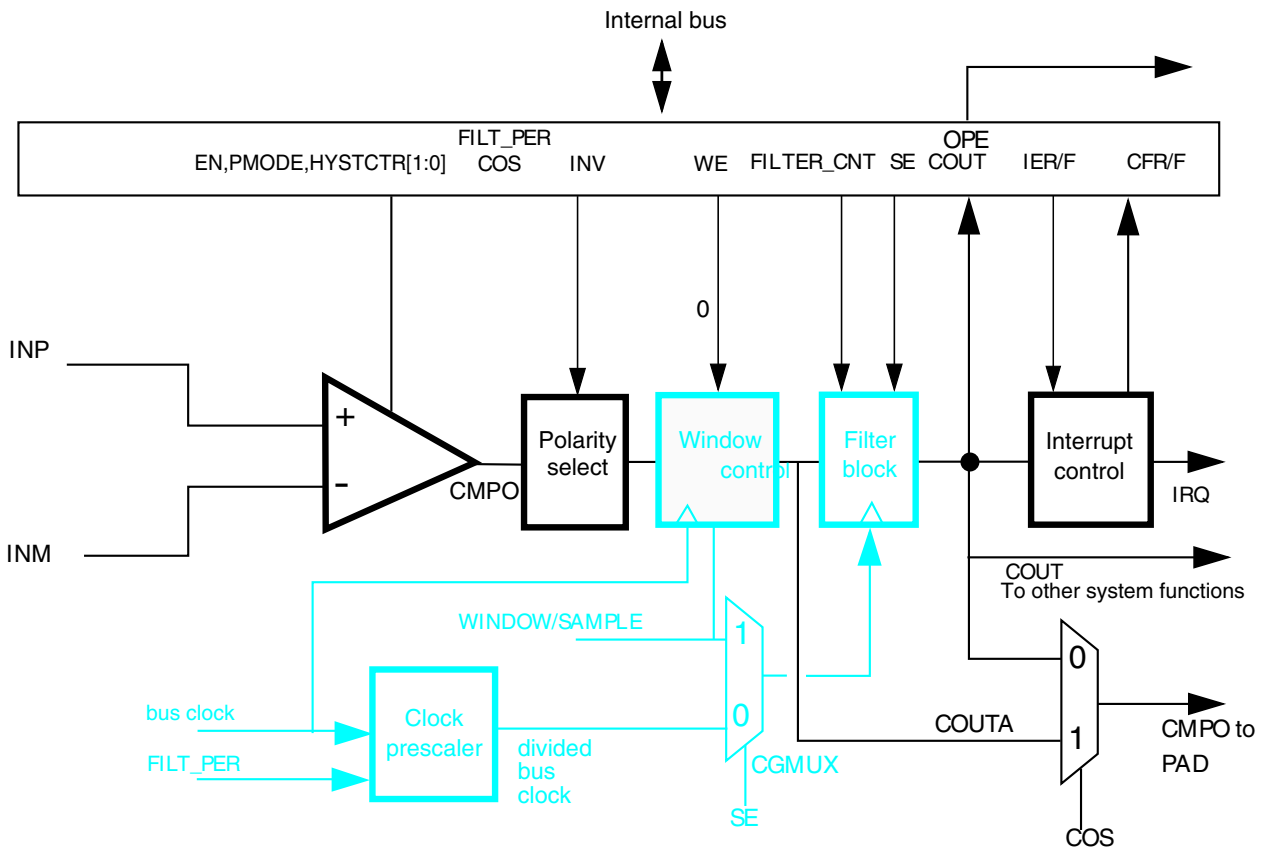 Internal bus
FILT_PER
OPE
EN,PMODE,HYSTCTR[1:0]
COS
INV
WE
FILTER_CNT
SE
COUT
IER/F
CFR/F
0
INP
+
-
INM
CMPO
Polarity
select
Window
control
Filter
block
Interrupt
control
IRQ
COUT
To other system functions
WINDOW/SAMPLE
1
0
CGMUX
SE
bus clock
FILT_PER
Clock
prescaler
divided
bus
clock
COUTA
0
1
CMPO to
PAD
COS